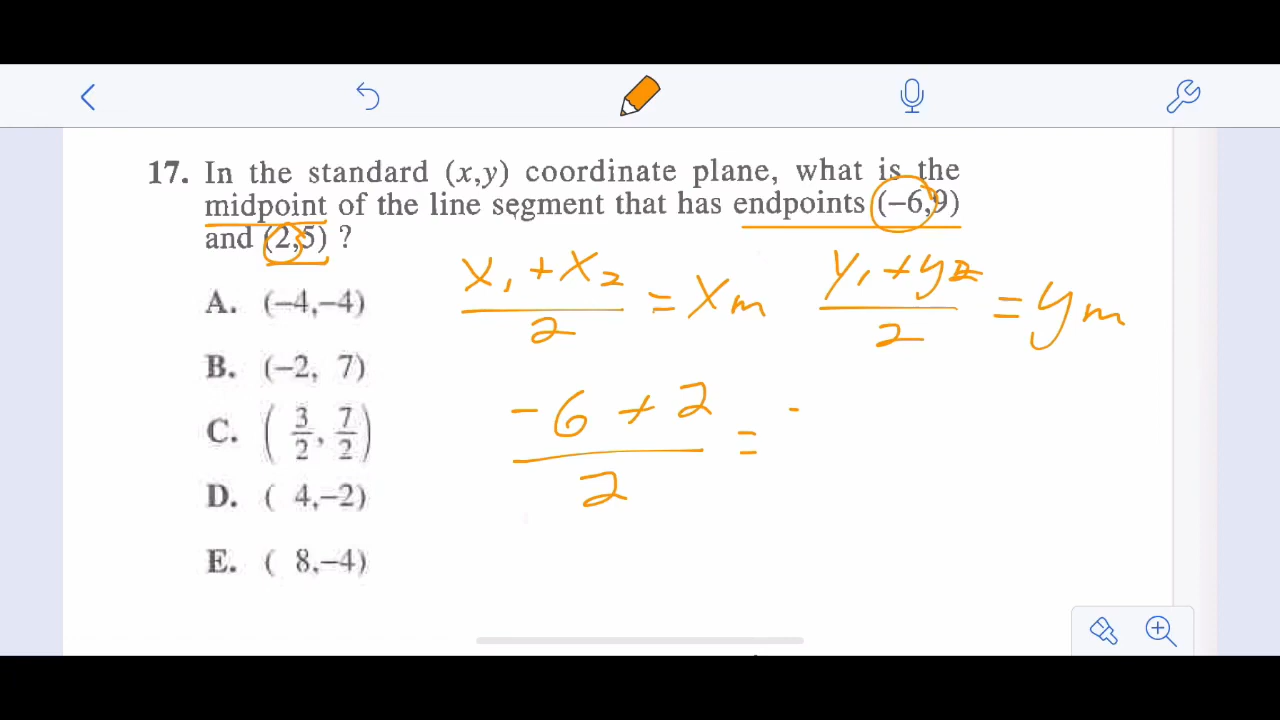 17. In the standard (x,y) coordinate plane, what is the
midpoint of the line segment that has endpoints (−6,9)
and (2,5) ?
x₁ + x₂ / 2 = xm  y₁ + y₂ / 2 = ym
A. (−4,−4)
B. (−2, 7)
−6 + 2 / 2 = -
C. ( 3/2 , 7/2 )
D. ( 4,−2)
E. ( 8,−4)